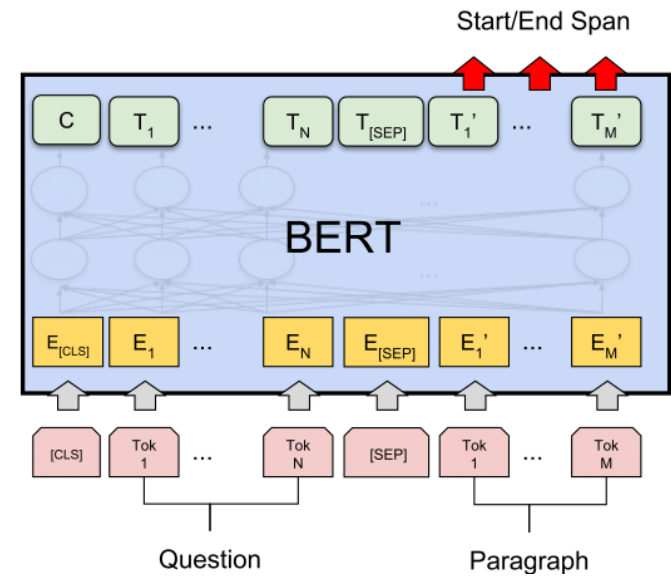 Start/End Span
C T1 ... TN T[SEP] T1’ ... TM’
...
BERT
...
E[CLS] E1 ... EN E[SEP] E1’ ... EM’
[CLS] Tok 1 ... Tok N [SEP] Tok 1 ... Tok M
Question Paragraph